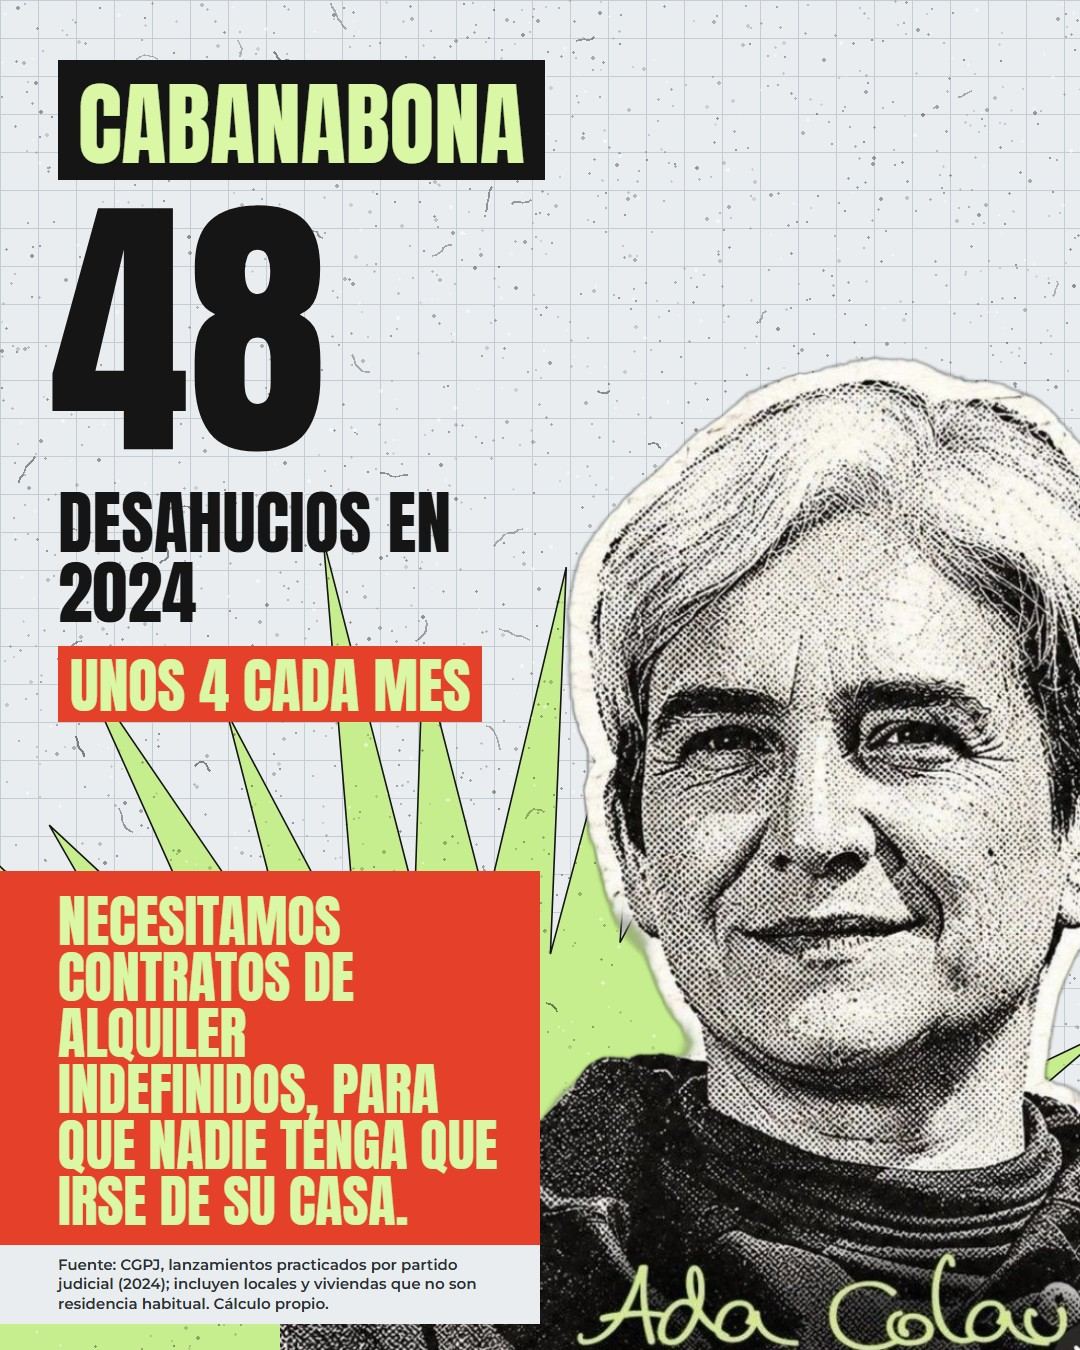 CABANABONA
48
DESAHUCIOS EN
2024
UNOS 4 CADA MES
NECESITAMOS
CONTRATOS DE
ALQUILER
INDEFINIDOS, PARA
QUE NADIE TENGA QUE
IRSE DE SU CASA.
Fuente: CGPJ, lanzamientos practicados por partido
judicial (2024); incluyen locales y viviendas que no son
residencia habitual. Cálculo propio.
Ada Colau